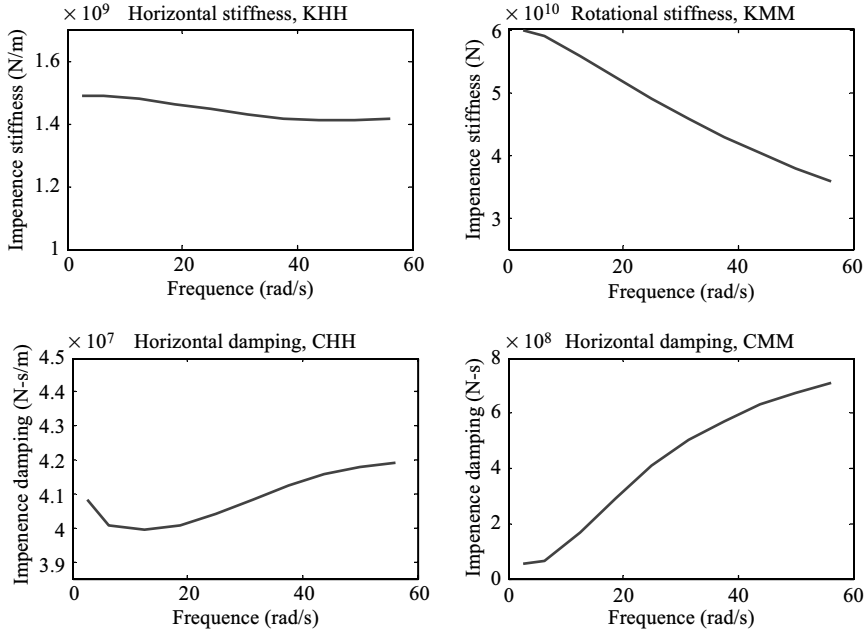 × 10⁹ Horizontal stiffness, KHH
Impenence stiffness (N/m)
1.6
1.4
1.2
1
0 20 40 60
Frequence (rad/s)
× 10¹⁰ Rotational stiffness, KMM
Impenence stiffness (N)
6
5
4
3
0 20 40 60
Frequence (rad/s)
× 10⁷ Horizontal damping, CHH
Impenence damping (N-s/m)
4.5
4.4
4.3
4.2
4.1
4
3.9
0 20 40 60
Frequence (rad/s)
× 10⁸ Horizontal damping, CMM
Impenence damping (N-s)
8
6
4
2
0
0 20 40 60
Frequence (rad/s)